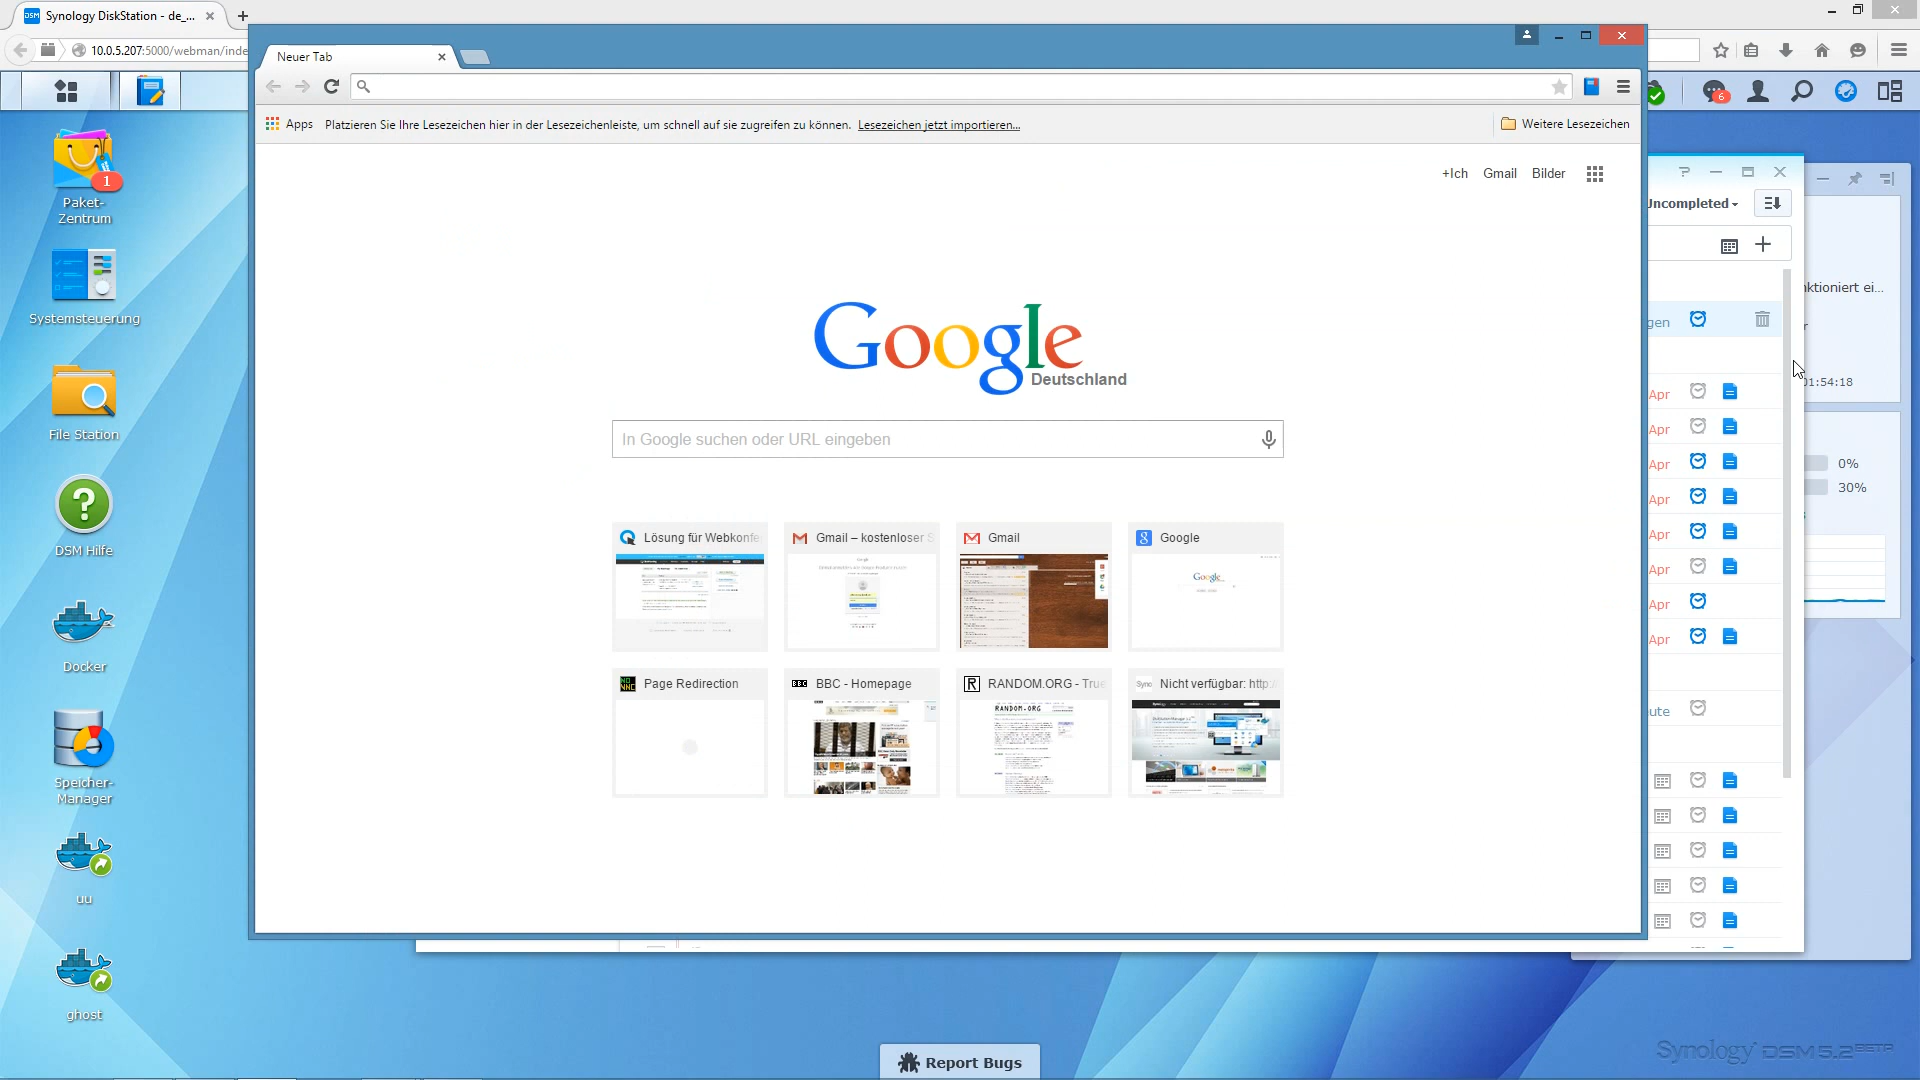 Synology DiskStation - de_...
10.0.5.207:5000/webman/inde
Neuer Tab
Apps
Platzieren Sie Ihre Lesezeichen hier in der Lesezeichenleiste, um schnell auf sie zugreifen zu können. Lesezeichen jetzt importieren...
Weitere Lesezeichen
+Ich Gmail Bilder
Google
Deutschland
In Google suchen oder URL eingeben
Lösung für Webkonfe
Gmail – kostenloser S
Gmail
Google
Page Redirection
BBC - Homepage
RANDOM.ORG - True
Nicht verfügbar: http://
Paket-
Zentrum
1
Systemsteuerung
File Station
DSM Hilfe
Docker
Speicher-
Manager
uu
ghost
6
Uncompleted
nktioniert ei...
gen
r
01:54:18
Apr
Apr
Apr
Apr
Apr
Apr
Apr
Apr
0%
30%
ute
Report Bugs
Synology DSM 5.2 BETA